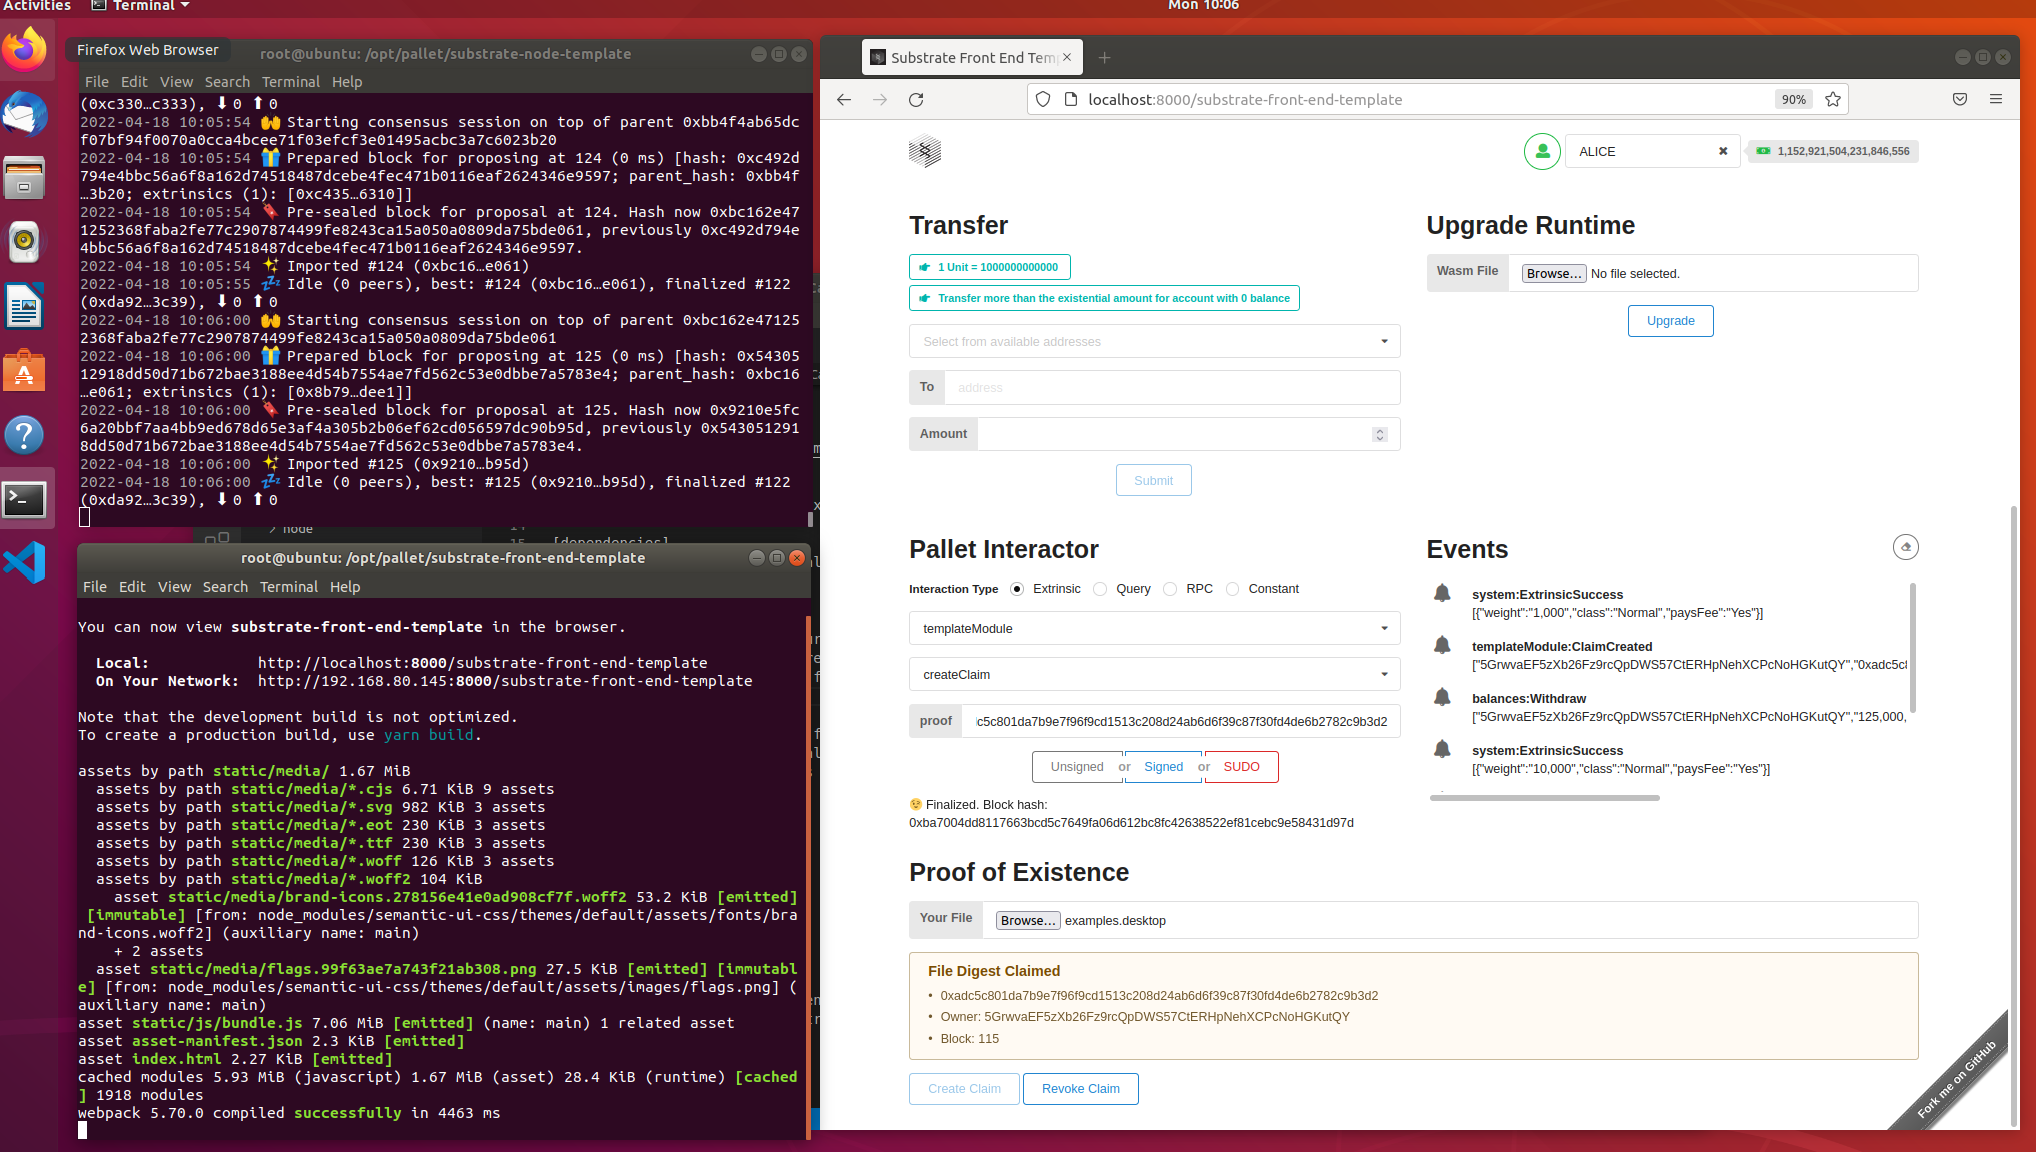 Activities
Terminal
Mon 10:06
Firefox Web Browser
root@ubuntu: /opt/pallet/substrate-node-template
File Edit View Search Terminal Help
(0xc330…c333), ⬇ 0 ⬆ 0
2022-04-18 10:05:54 🙌 Starting consensus session on top of parent 0xbb4f4ab65dc
f07bf94f0070a0cca4bcee71f03efcf3e01495acbc3a7c6023b20
2022-04-18 10:05:54 🎁 Prepared block for proposing at 124 (0 ms) [hash: 0xc492d
794e4bbc56a6f8a162d74518487dcebe4fec471b0116eaf2624346e9597; parent_hash: 0xbb4f
…3b20; extrinsics (1): [0xc435…6310]]
2022-04-18 10:05:54 🔖 Pre-sealed block for proposal at 124. Hash now 0xbc162e47
1252368faba2fe77c2907874499fe8243ca15a050a0809da75bde061, previously 0xc492d794e
4bbc56a6f8a162d74518487dcebe4fec471b0116eaf2624346e9597.
2022-04-18 10:05:54 ✨ Imported #124 (0xbc16…e061)
2022-04-18 10:05:55 💤 Idle (0 peers), best: #124 (0xbc16…e061), finalized #122
(0xda92…3c39), ⬇ 0 ⬆ 0
2022-04-18 10:06:00 🙌 Starting consensus session on top of parent 0xbc162e47125
2368faba2fe77c2907874499fe8243ca15a050a0809da75bde061
2022-04-18 10:06:00 🎁 Prepared block for proposing at 125 (0 ms) [hash: 0x54305
12918dd50d71b672bae3188ee4d54b7554ae7fd562c53e0dbbe7a5783e4; parent_hash: 0xbc16
…e061; extrinsics (1): [0x8b79…dee1]]
2022-04-18 10:06:00 🔖 Pre-sealed block for proposal at 125. Hash now 0x9210e5fc
6a20bbf7aa4bb9ed678d65e3af4a305b2b06ef62cd056597dc90b95d, previously 0x543051291
8dd50d71b672bae3188ee4d54b7554ae7fd562c53e0dbbe7a5783e4.
2022-04-18 10:06:00 ✨ Imported #125 (0x9210…b95d)
2022-04-18 10:06:00 💤 Idle (0 peers), best: #125 (0x9210…b95d), finalized #122
(0xda92…3c39), ⬇ 0 ⬆ 0
node
[dependencies]
root@ubuntu: /opt/pallet/substrate-front-end-template
File Edit View Search Terminal Help
You can now view substrate-front-end-template in the browser.
Local: http://localhost:8000/substrate-front-end-template
On Your Network: http://192.168.80.145:8000/substrate-front-end-template
Note that the development build is not optimized.
To create a production build, use yarn build.
assets by path static/media/ 1.67 MiB
assets by path static/media/*.cjs 6.71 KiB 9 assets
assets by path static/media/*.svg 982 KiB 3 assets
assets by path static/media/*.eot 230 KiB 3 assets
assets by path static/media/*.ttf 230 KiB 3 assets
assets by path static/media/*.woff 126 KiB 3 assets
assets by path static/media/*.woff2 104 KiB
asset static/media/brand-icons.278156e41e0ad908cf7f.woff2 53.2 KiB [emitted]
[immutable] [from: node_modules/semantic-ui-css/themes/default/assets/fonts/bra
nd-icons.woff2] (auxiliary name: main)
+ 2 assets
asset static/media/flags.99f63ae7a743f21ab308.png 27.5 KiB [emitted] [immutabl
e] [from: node_modules/semantic-ui-css/themes/default/assets/images/flags.png] (
auxiliary name: main)
asset static/js/bundle.js 7.06 MiB [emitted] (name: main) 1 related asset
asset asset-manifest.json 2.3 KiB [emitted]
asset index.html 2.27 KiB [emitted]
cached modules 5.93 MiB (javascript) 1.67 MiB (asset) 28.4 KiB (runtime) [cached
] 1918 modules
webpack 5.70.0 compiled successfully in 4463 ms
Substrate Front End Tem
localhost:8000/substrate-front-end-template
90%
ALICE
1,152,921,504,231,846,556
Transfer
1 Unit = 1000000000000
Transfer more than the existential amount for account with 0 balance
Select from available addresses
To address
Amount
Submit
Upgrade Runtime
Wasm File Browse... No file selected.
Upgrade
Pallet Interactor
Interaction Type Extrinsic Query RPC Constant
templateModule
createClaim
proof c5c801da7b9e7f96f9cd1513c208d24ab6d6f39c87f30fd4de6b2782c9b3d2
Unsigned or Signed or SUDO
😉 Finalized. Block hash:
0xba7004dd8117663bcd5c7649fa06d612bc8fc42638522ef81cebc9e58431d97d
Events
system:ExtrinsicSuccess
[{"weight":"1,000","class":"Normal","paysFee":"Yes"}]
templateModule:ClaimCreated
["5GrwvaEF5zXb26Fz9rcQpDWS57CtERHpNehXCPcNoHGKutQY","0xadc5c8
balances:Withdraw
["5GrwvaEF5zXb26Fz9rcQpDWS57CtERHpNehXCPcNoHGKutQY","125,000,
system:ExtrinsicSuccess
[{"weight":"10,000","class":"Normal","paysFee":"Yes"}]
Proof of Existence
Your File Browse... examples.desktop
File Digest Claimed
• 0xadc5c801da7b9e7f96f9cd1513c208d24ab6d6f39c87f30fd4de6b2782c9b3d2
• Owner: 5GrwvaEF5zXb26Fz9rcQpDWS57CtERHpNehXCPcNoHGKutQY
• Block: 115
Create Claim Revoke Claim
Fork me on GitHub